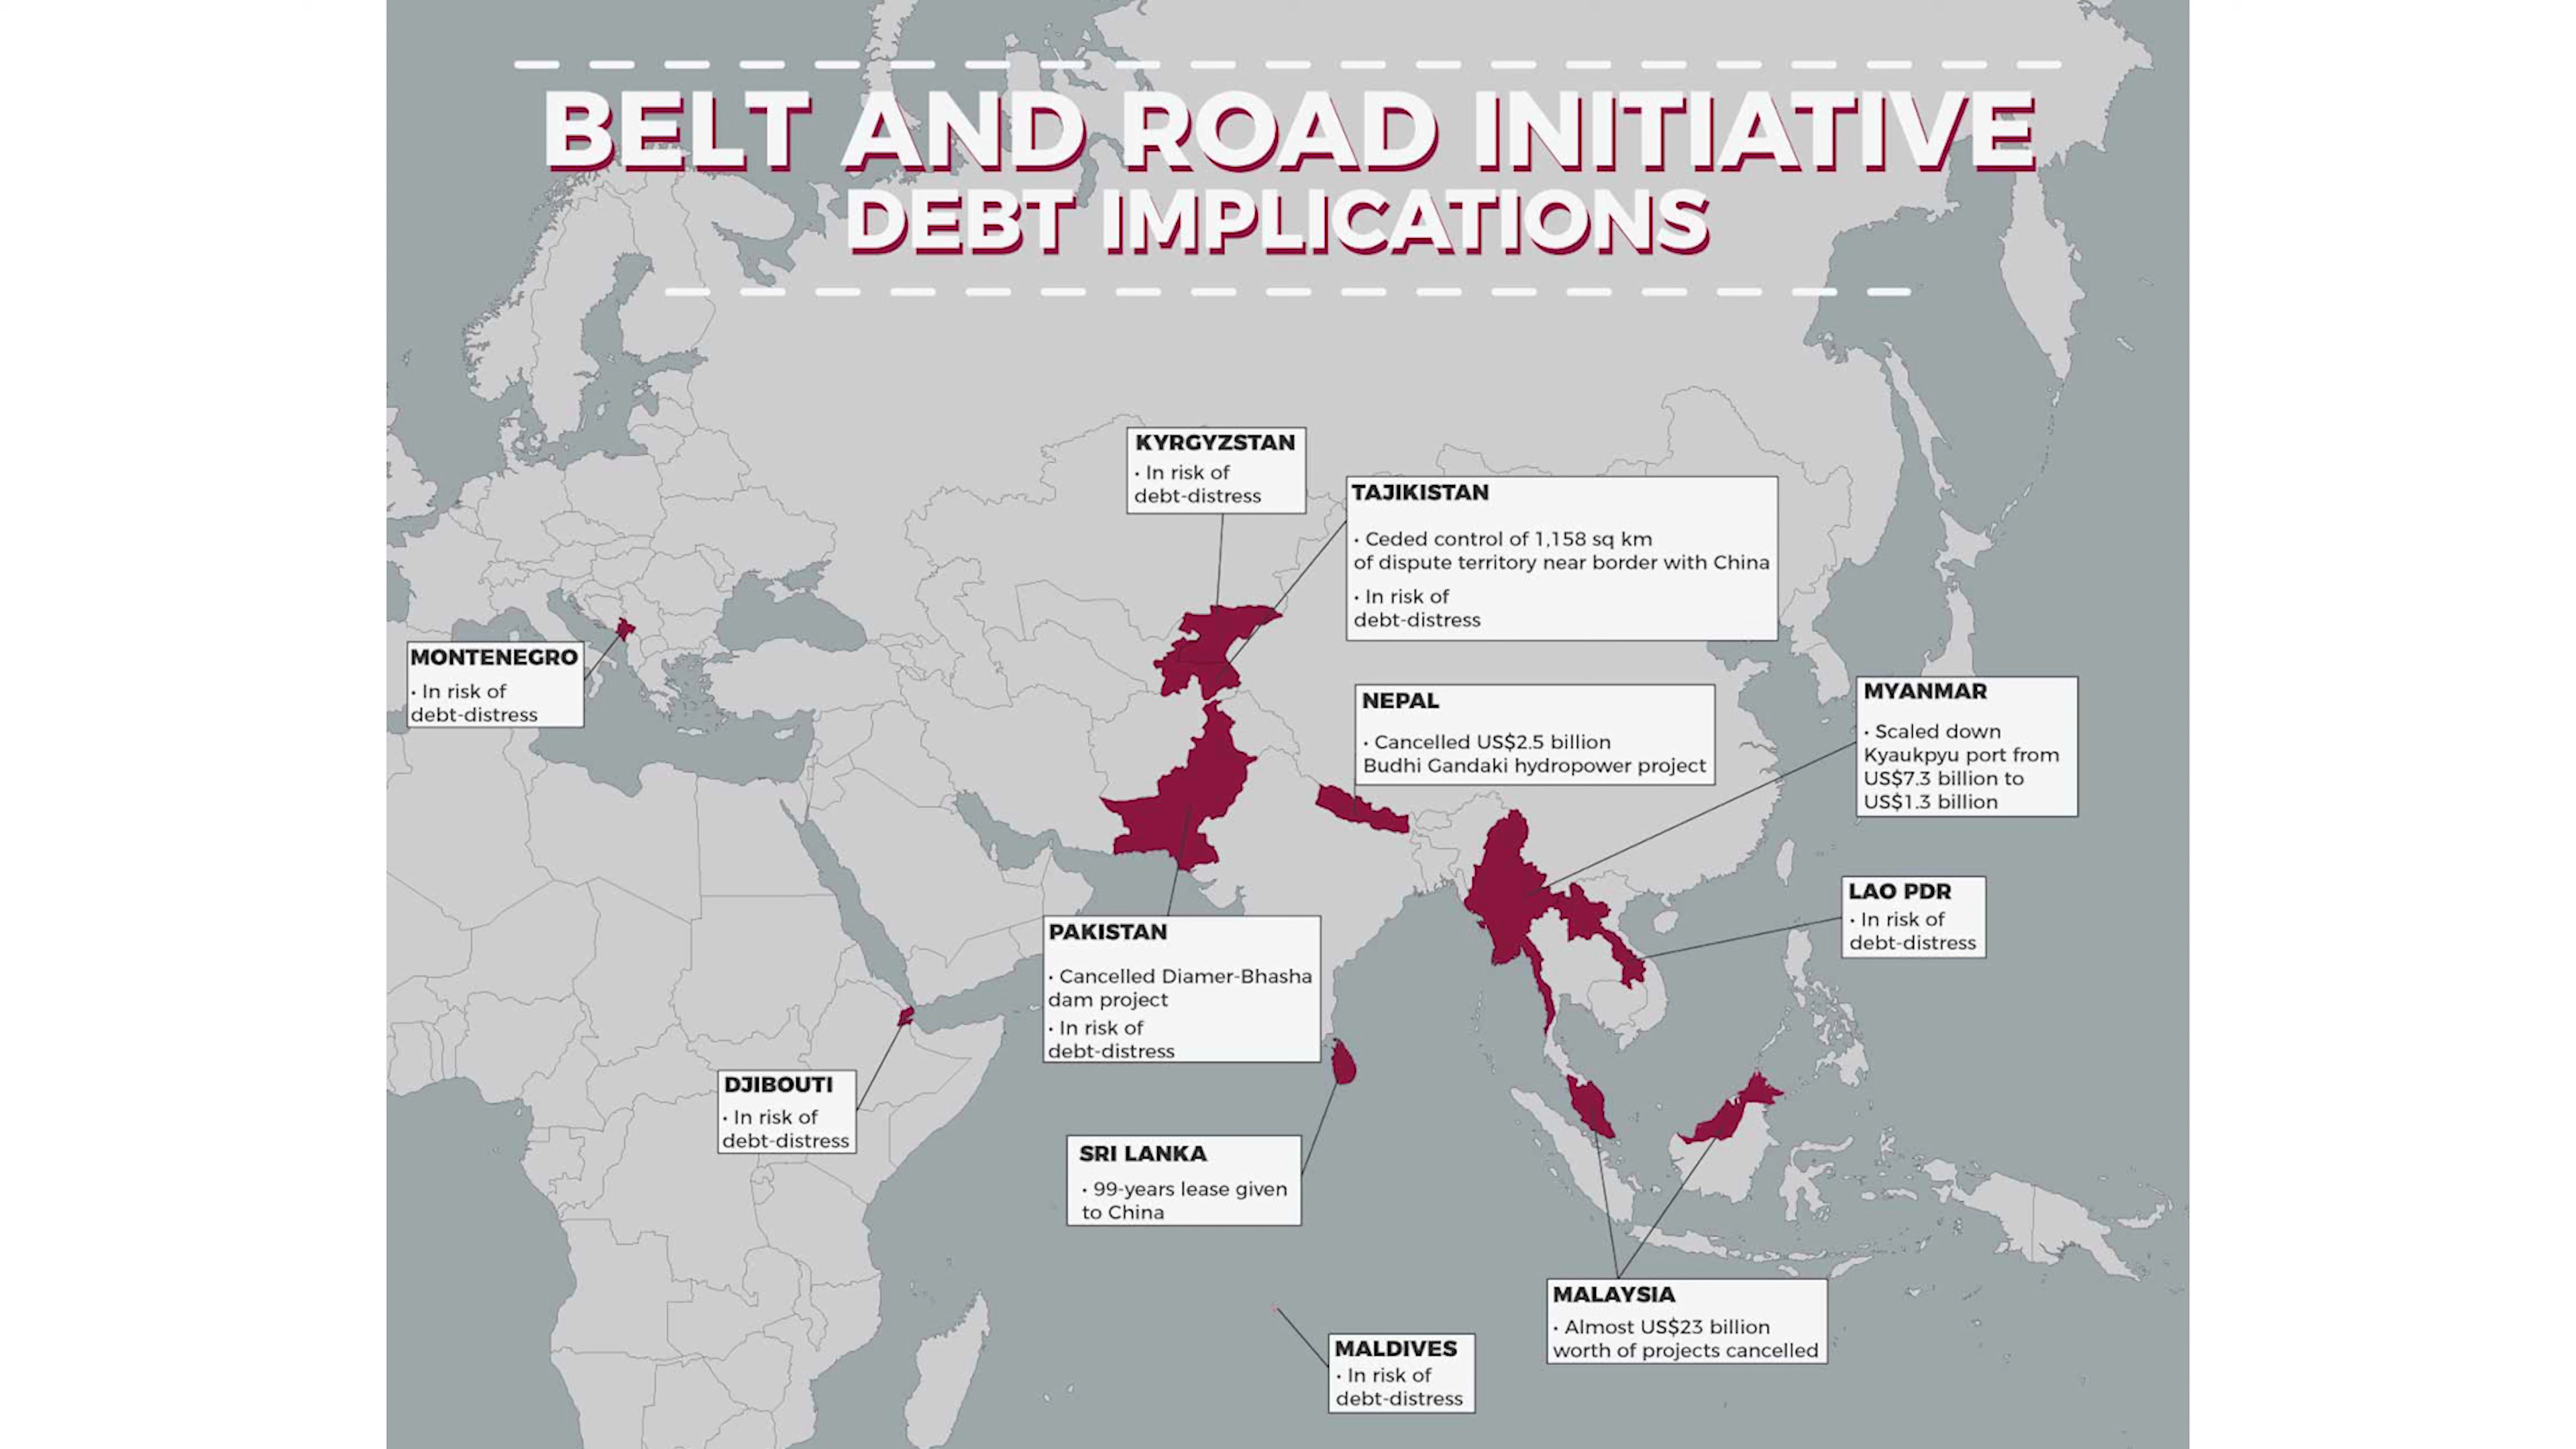 BELT AND ROAD INITIATIVE
DEBT IMPLICATIONS
KYRGYZSTAN
• In risk of
debt-distress
TAJIKISTAN
• Ceded control of 1,158 sq km
of dispute territory near border with China
• In risk of
debt-distress
MONTENEGRO
• In risk of
debt-distress
NEPAL
• Cancelled US$2.5 billion
Budhi Gandaki hydropower project
MYANMAR
• Scaled down
Kyaukpyu port from
US$7.3 billion to
US$1.3 billion
LAO PDR
• In risk of
debt-distress
PAKISTAN
• Cancelled Diamer-Bhasha
dam project
• In risk of
debt-distress
DJIBOUTI
• In risk of
debt-distress
SRI LANKA
• 99-years lease given
to China
MALAYSIA
• Almost US$23 billion
worth of projects cancelled
MALDIVES
• In risk of
debt-distress